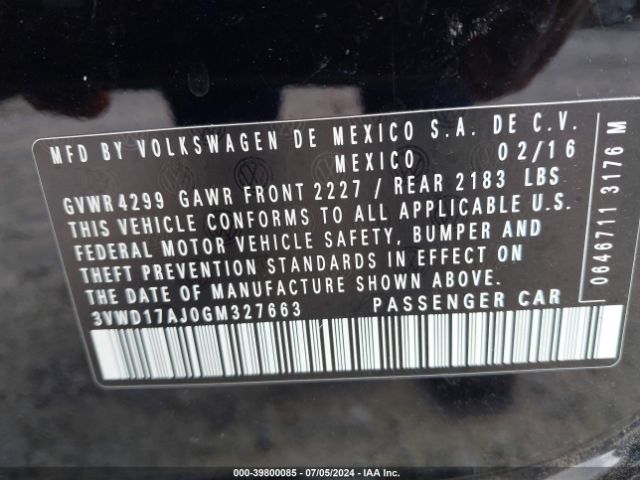 MFD BY VOLKSWAGEN DE MEXICO S.A. DE C.V.
MEXICO 02/16
GVWR 4299 GAWR FRONT 2227 / REAR 2183 LBS
THIS VEHICLE CONFORMS TO ALL APPLICABLE U.S.
FEDERAL MOTOR VEHICLE SAFETY, BUMPER AND
THEFT PREVENTION STANDARDS IN EFFECT ON
THE DATE OF MANUFACTURE SHOWN ABOVE.
3VWD17AJ0GM327663 PASSENGER CAR
0646711 3176 M
000-39800085 - 07/05/2024 - IAA Inc.